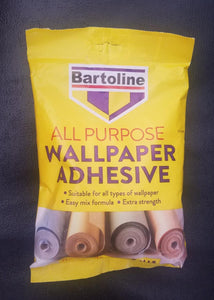 Bartoline
ALL PURPOSE
WALLPAPER
ADHESIVE
• Suitable for all types of wallpaper
• Easy mix formula • Extra strength